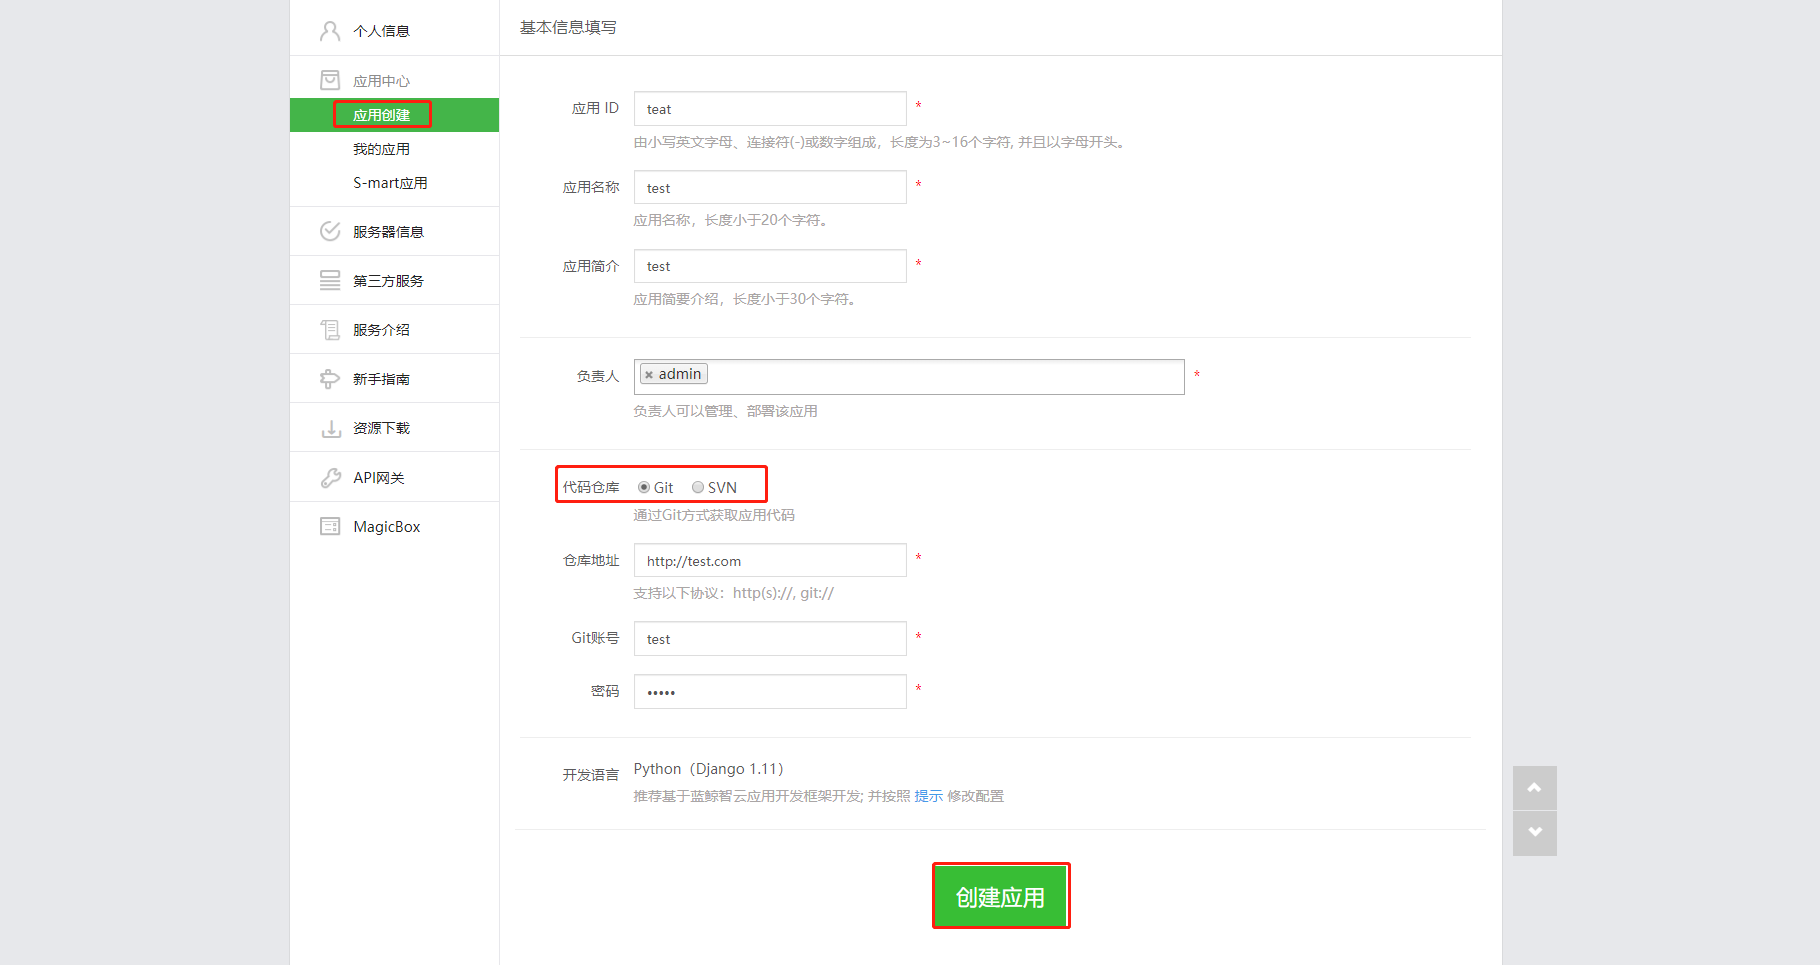 个人信息
应用中心
应用创建
我的应用
S-mart应用
服务器信息
第三方服务
服务介绍
新手指南
资源下载
API网关
MagicBox
基本信息填写
应用 ID teat *
由小写英文字母、连接符(-)或数字组成，长度为3~16个字符, 并且以字母开头。
应用名称 test *
应用名称，长度小于20个字符。
应用简介 test *
应用简要介绍，长度小于30个字符。
负责人 × admin *
负责人可以管理、部署该应用
代码仓库 Git SVN
通过Git方式获取应用代码
仓库地址 http://test.com *
支持以下协议：http(s)://, git://
Git账号 test *
密码 ••••• *
开发语言 Python（Django 1.11）
推荐基于蓝鲸智云应用开发框架开发; 并按照 提示 修改配置
创建应用